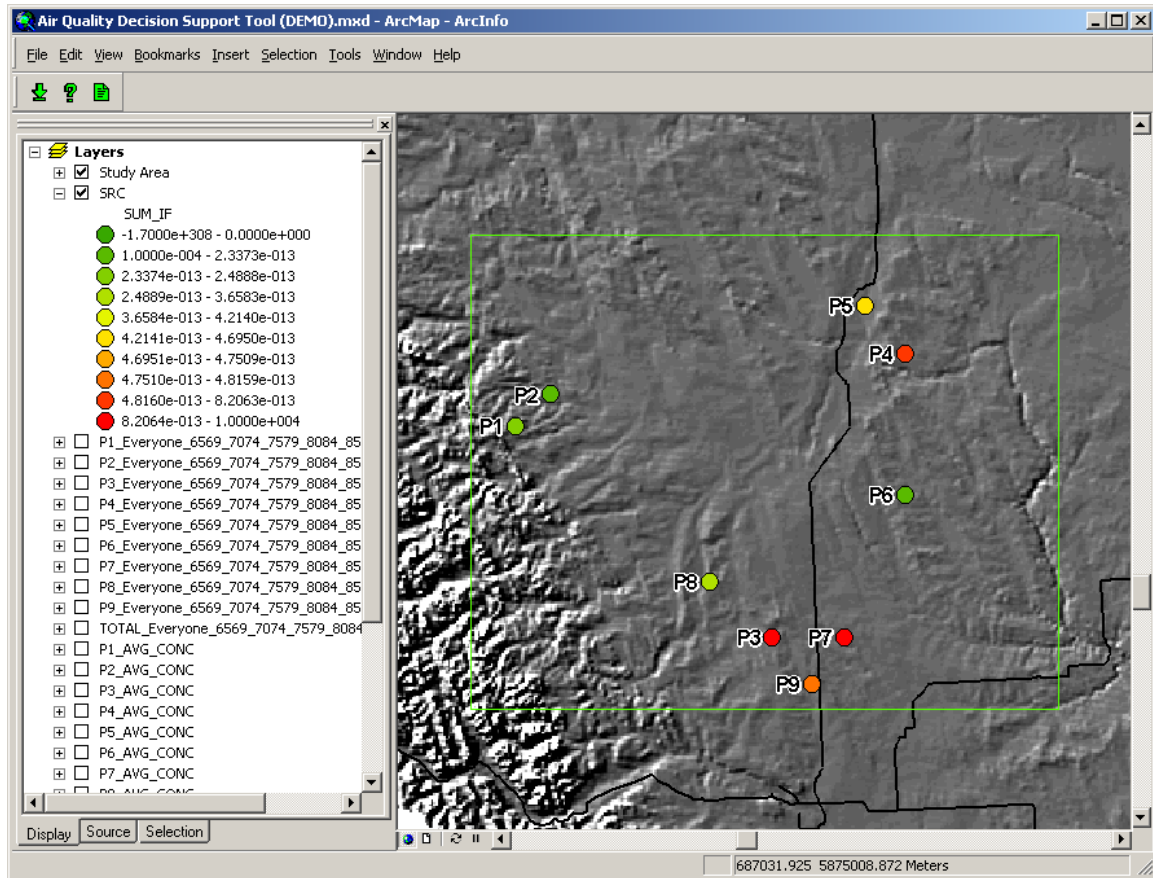 Air Quality Decision Support Tool (DEMO).mxd - ArcMap - ArcInfo
File Edit View Bookmarks Insert Selection Tools Window Help
Layers
Study Area
SRC
SUM_IF
-1.7000e+308 - 0.0000e+000
1.0000e-004 - 2.3373e-013
2.3374e-013 - 2.4888e-013
2.4889e-013 - 3.6583e-013
3.6584e-013 - 4.2140e-013
4.2141e-013 - 4.6950e-013
4.6951e-013 - 4.7509e-013
4.7510e-013 - 4.8159e-013
4.8160e-013 - 8.2063e-013
8.2064e-013 - 1.0000e+004
P1_Everyone_6569_7074_7579_8084_85
P2_Everyone_6569_7074_7579_8084_85
P3_Everyone_6569_7074_7579_8084_85
P4_Everyone_6569_7074_7579_8084_85
P5_Everyone_6569_7074_7579_8084_85
P6_Everyone_6569_7074_7579_8084_85
P7_Everyone_6569_7074_7579_8084_85
P8_Everyone_6569_7074_7579_8084_85
P9_Everyone_6569_7074_7579_8084_85
TOTAL_Everyone_6569_7074_7579_8084
P1_AVG_CONC
P2_AVG_CONC
P3_AVG_CONC
P4_AVG_CONC
P5_AVG_CONC
P6_AVG_CONC
P7_AVG_CONC
Display Source Selection
P5
P4
P2
P1
P6
P8
P3 P7
P9
687031.925 5875008.872 Meters